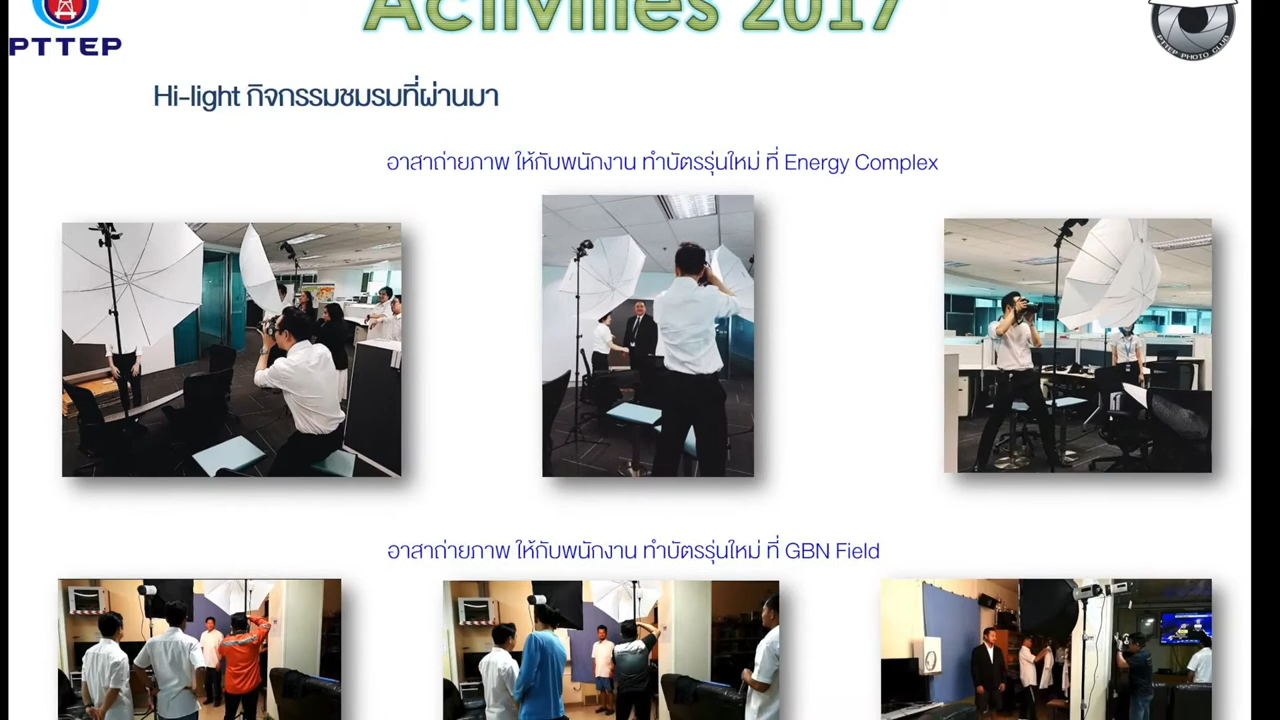 Activities 2017
PTTEP
PTTEP PHOTO CLUB
Hi-light กิจกรรมชมรมที่ผ่านมา
อาสาถ่ายภาพ ให้กับพนักงาน ทำบัตรรุ่นใหม่ ที่ Energy Complex
อาสาถ่ายภาพ ให้กับพนักงาน ทำบัตรรุ่นใหม่ ที่ GBN Field